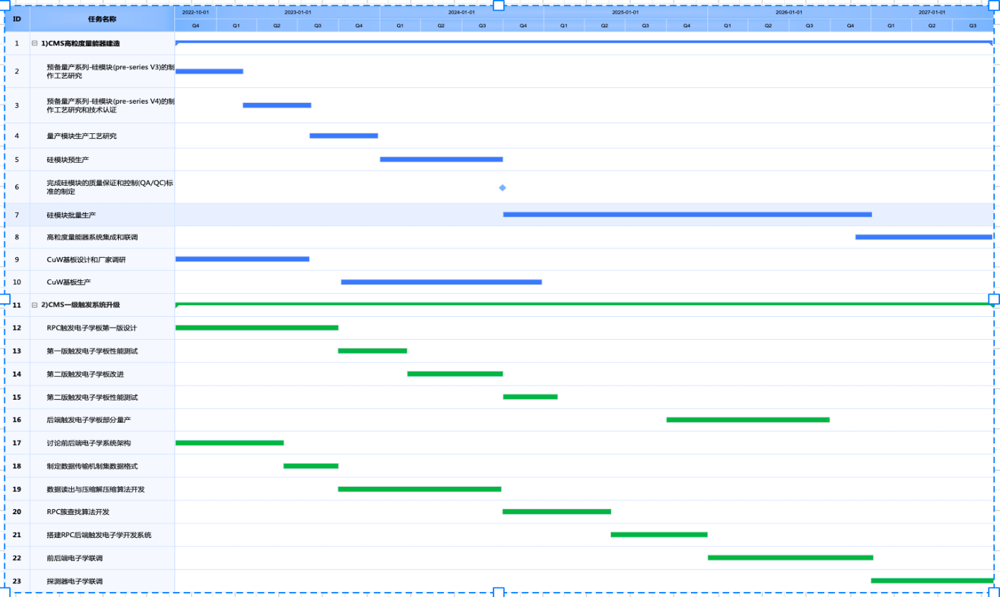 ID 任务名称 2022-10-01 2023-01-01 2024-01-01 2025-01-01 2026-01-01 2027-01-01
Q4 Q1 Q2 Q3 Q4 Q1 Q2 Q3 Q4 Q1 Q2 Q3 Q4 Q1 Q2 Q3 Q4 Q1 Q2 Q3
1 1)CMS高粒度量能器建造
2 预备量产系列-硅模块(pre-series V3)的制
作工艺研究
3 预备量产系列-硅模块(pre-series V4)的制
作工艺研究和技术认证
4 量产模块生产工艺研究
5 硅模块预生产
6 完成硅模块的质量保证和控制(QA/QC)标
准的制定
7 硅模块批量生产
8 高粒度量能器系统集成和联调
9 CuW基板设计和厂家调研
10 CuW基板生产
11 2)CMS一级触发系统升级
12 RPC触发电子学板第一版设计
13 第一版触发电子学板性能测试
14 第二版触发电子学板改进
15 第二版触发电子学板性能测试
16 后端触发电子学板部分量产
17 讨论前后端电子学系统架构
18 制定数据传输机制集数据格式
19 数据读出与压缩解压缩算法开发
20 RPC簇查找算法开发
21 搭建RPC后端触发电子学开发系统
22 前后端电子学联调
23 探测器电子学联调